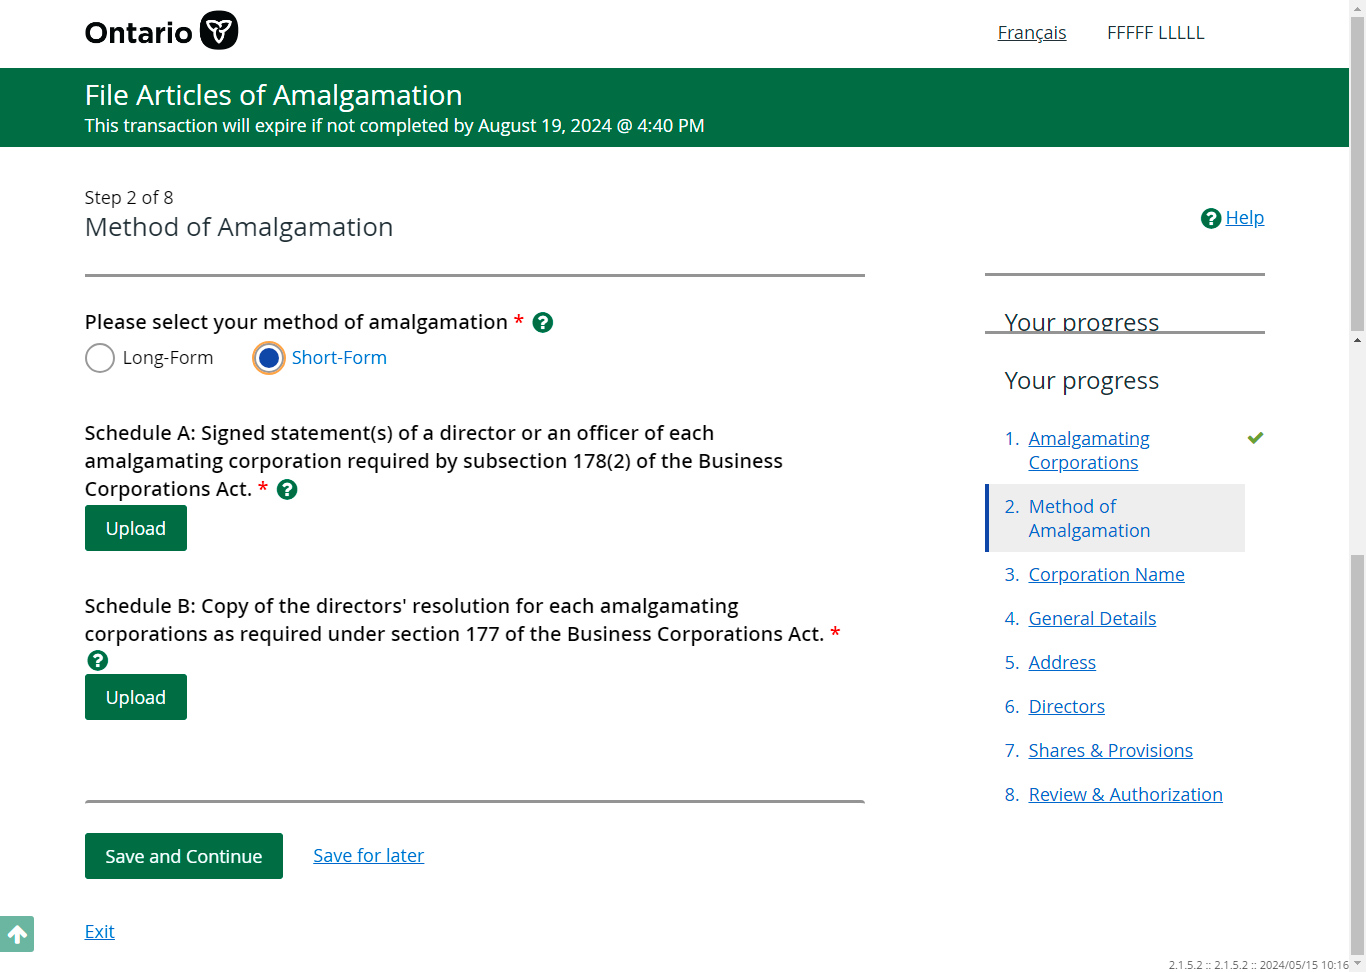 Ontario
Français
FFFFF LLLLL
File Articles of Amalgamation
This transaction will expire if not completed by August 19, 2024 @ 4:40 PM
Step 2 of 8
Method of Amalgamation
Help
Please select your method of amalgamation *
Long-Form
Short-Form
Schedule A: Signed statement(s) of a director or an officer of each
amalgamating corporation required by subsection 178(2) of the Business
Corporations Act. *
Upload
Schedule B: Copy of the directors' resolution for each amalgamating
corporations as required under section 177 of the Business Corporations Act. *
Upload
Save and Continue
Save for later
Exit
Your progress
Your progress
1. Amalgamating
Corporations
2. Method of
Amalgamation
3. Corporation Name
4. General Details
5. Address
6. Directors
7. Shares & Provisions
8. Review & Authorization
2.1.5.2 :: 2.1.5.2 :: 2024/05/15 10:16